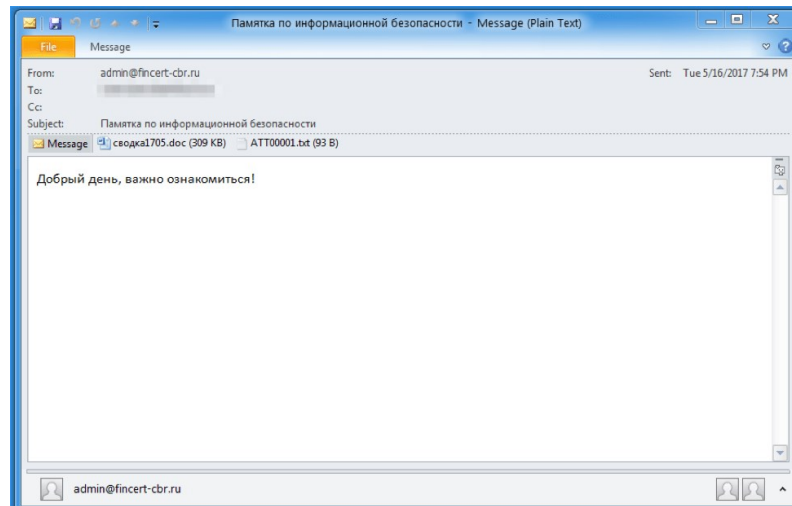 Памятка по информационной безопасности - Message (Plain Text)
File Message
From: admin@fincert-cbr.ru Sent: Tue 5/16/2017 7:54 PM
To:
Cc:
Subject: Памятка по информационной безопасности
Message сводка1705.doc (309 KB) ATT00001.txt (93 B)
Добрый день, важно ознакомиться!
admin@fincert-cbr.ru